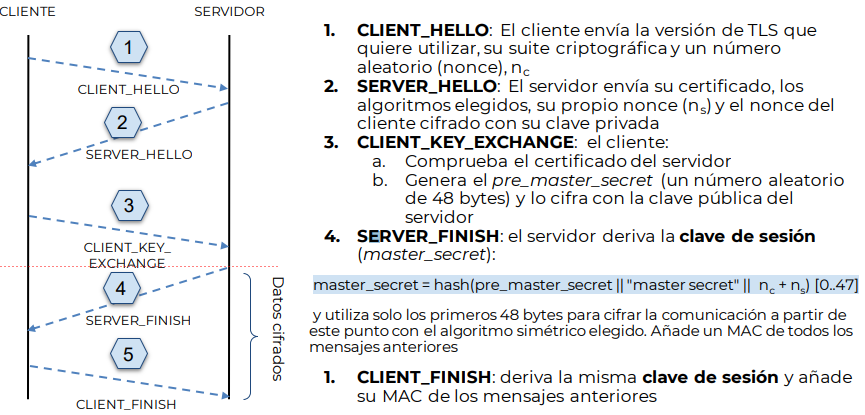 CLIENTE
SERVIDOR
1
CLIENT_HELLO
2
SERVER_HELLO
3
CLIENT_KEY_
EXCHANGE
4
SERVER_FINISH
5
CLIENT_FINISH
Datos cifrados
1. CLIENT_HELLO: El cliente envía la versión de TLS que
quiere utilizar, su suite criptográfica y un número
aleatorio (nonce), nc
2. SERVER_HELLO: El servidor envía su certificado, los
algoritmos elegidos, su propio nonce (ns) y el nonce del
cliente cifrado con su clave privada
3. CLIENT_KEY_EXCHANGE: el cliente:
a. Comprueba el certificado del servidor
b. Genera el pre_master_secret (un número aleatorio
de 48 bytes) y lo cifra con la clave pública del
servidor
4. SERVER_FINISH: el servidor deriva la clave de sesión
(master_secret):
master_secret = hash(pre_master_secret || "master secret" || nc + ns) [0..47]
y utiliza solo los primeros 48 bytes para cifrar la comunicación a partir de
este punto con el algoritmo simétrico elegido. Añade un MAC de todos los
mensajes anteriores
1. CLIENT_FINISH: deriva la misma clave de sesión y añade
su MAC de los mensajes anteriores